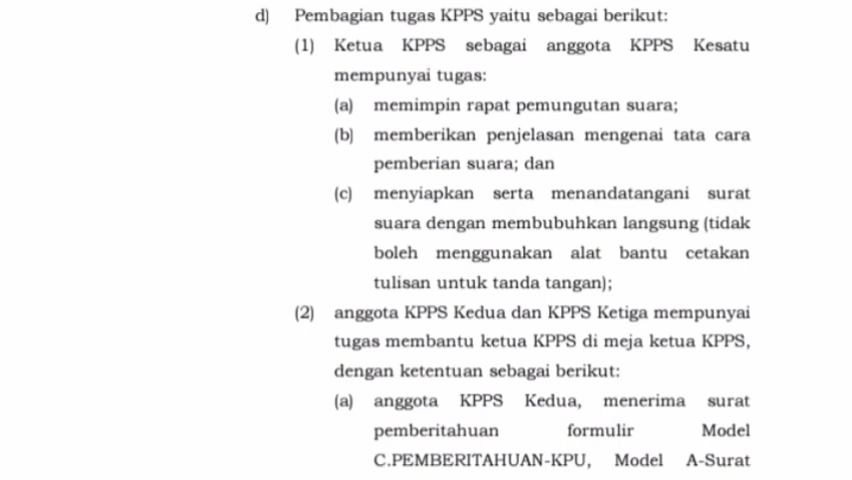 d) Pembagian tugas KPPS yaitu sebagai berikut:
(1) Ketua KPPS sebagai anggota KPPS Kesatu
mempunyai tugas:
(a) memimpin rapat pemungutan suara;
(b) memberikan penjelasan mengenai tata cara
pemberian suara; dan
(c) menyiapkan serta menandatangani surat
suara dengan membubuhkan langsung (tidak
boleh menggunakan alat bantu cetakan
tulisan untuk tanda tangan);
(2) anggota KPPS Kedua dan KPPS Ketiga mempunyai
tugas membantu ketua KPPS di meja ketua KPPS,
dengan ketentuan sebagai berikut:
(a) anggota KPPS Kedua, menerima surat
pemberitahuan formulir Model
C.PEMBERITAHUAN-KPU, Model A-Surat